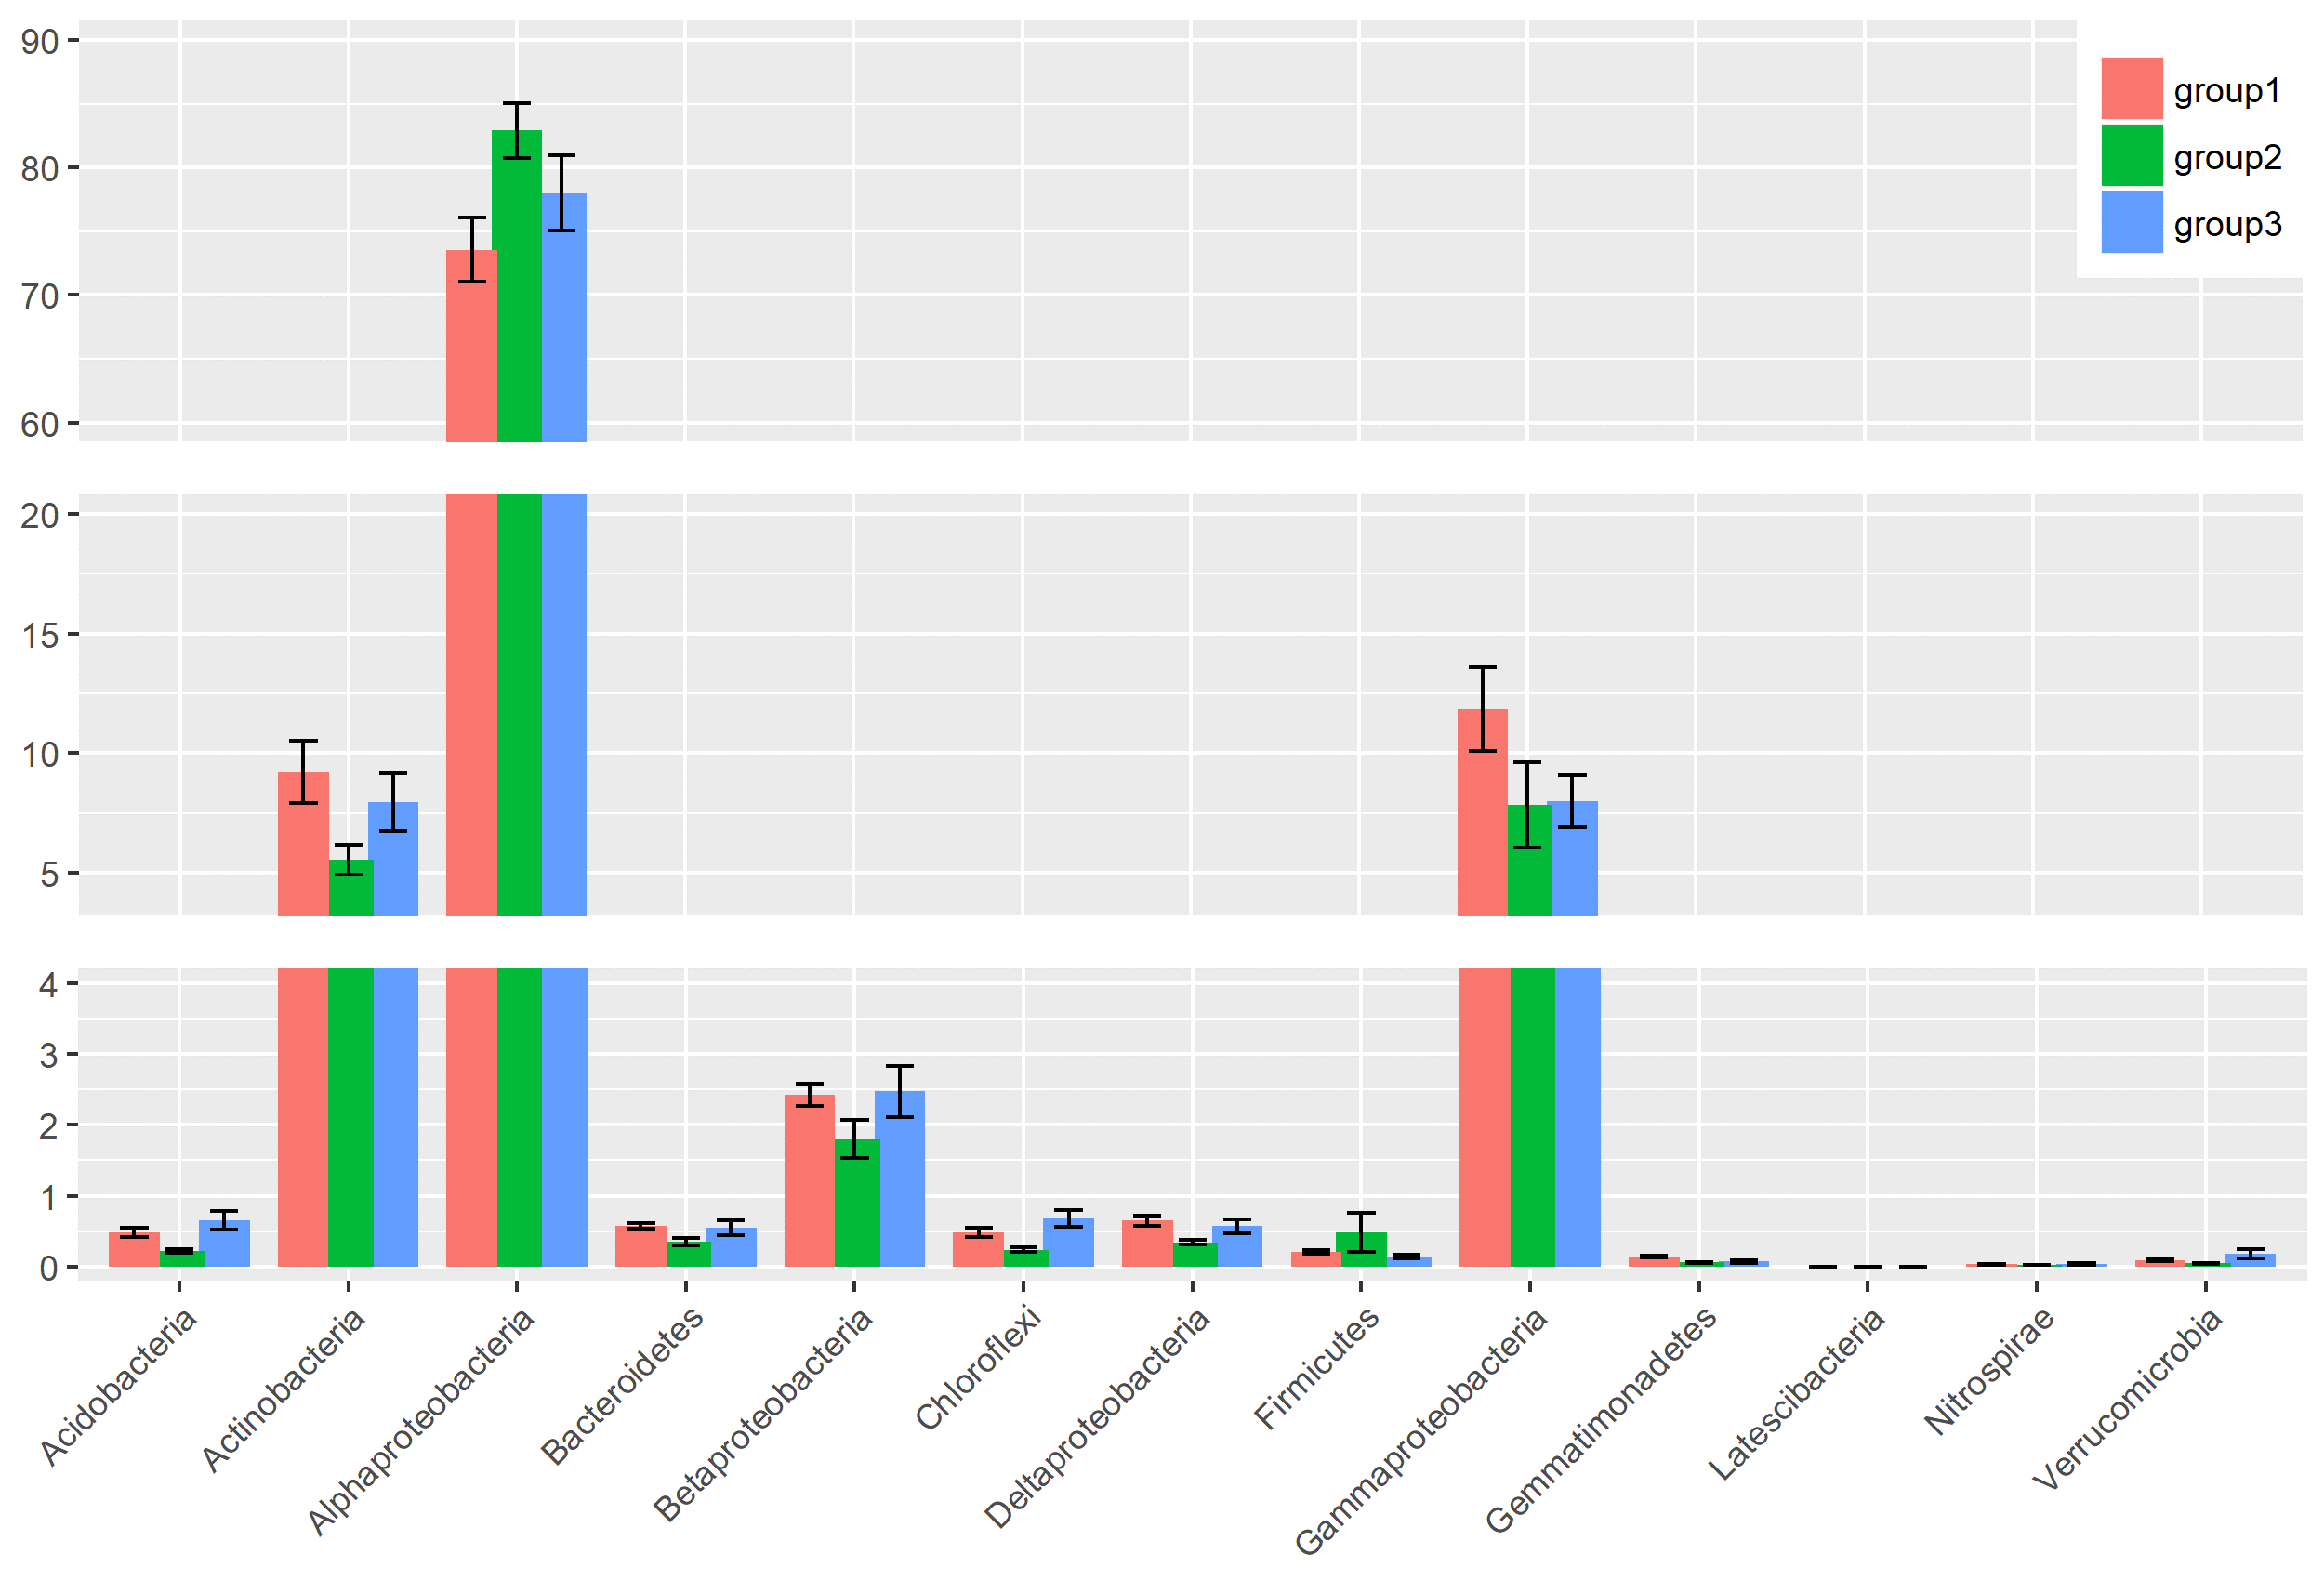 90
80
70
60
group1
group2
group3
20
15
10
5
4
3
2
1
0
Acidobacteria
Actinobacteria
Alphaproteobacteria
Bacteroidetes
Betaproteobacteria
Chloroflexi
Deltaproteobacteria
Firmicutes
Gammaproteobacteria
Gemmatimonadetes
Latescibacteria
Nitrospirae
Verrucomicrobia